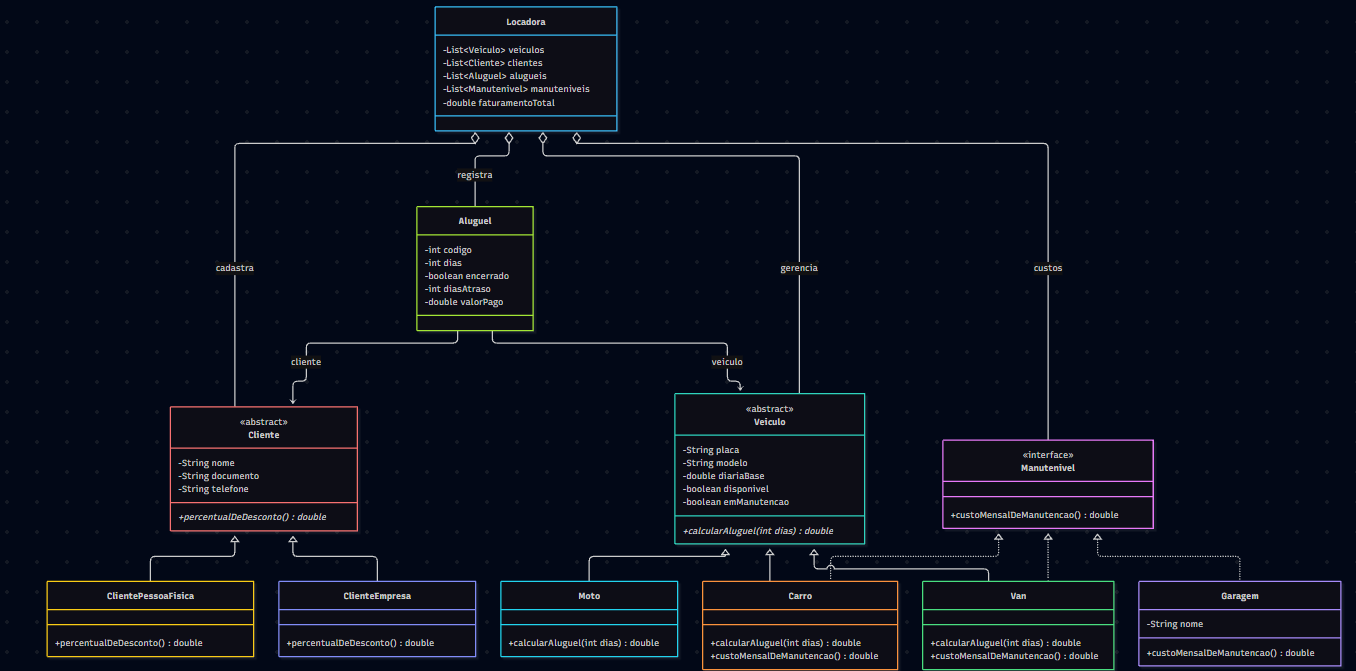 Locadora
-List<Veiculo> veiculos
-List<Cliente> clientes
-List<Aluguel> alugueis
-List<Manutenivel> manuteniveis
-double faturamentoTotal
registra
Aluguel
-int codigo
-int dias
-boolean encerrado
-int diasAtraso
-double valorPago
cadastra
gerencia
custos
cliente
veiculo
«abstract»
Cliente
-String nome
-String documento
-String telefone
+percentualDeDesconto() : double
«abstract»
Veiculo
-String placa
-String modelo
-double diariaBase
-boolean disponivel
-boolean emManutencao
+calcularAluguel(int dias) : double
«interface»
Manutenivel
+custoMensalDeManutencao() : double
ClientePessoaFisica
+percentualDeDesconto() : double
ClienteEmpresa
+percentualDeDesconto() : double
Moto
+calcularAluguel(int dias) : double
Carro
+calcularAluguel(int dias) : double
+custoMensalDeManutencao() : double
Van
+calcularAluguel(int dias) : double
+custoMensalDeManutencao() : double
Garagem
-String nome
+custoMensalDeManutencao() : double